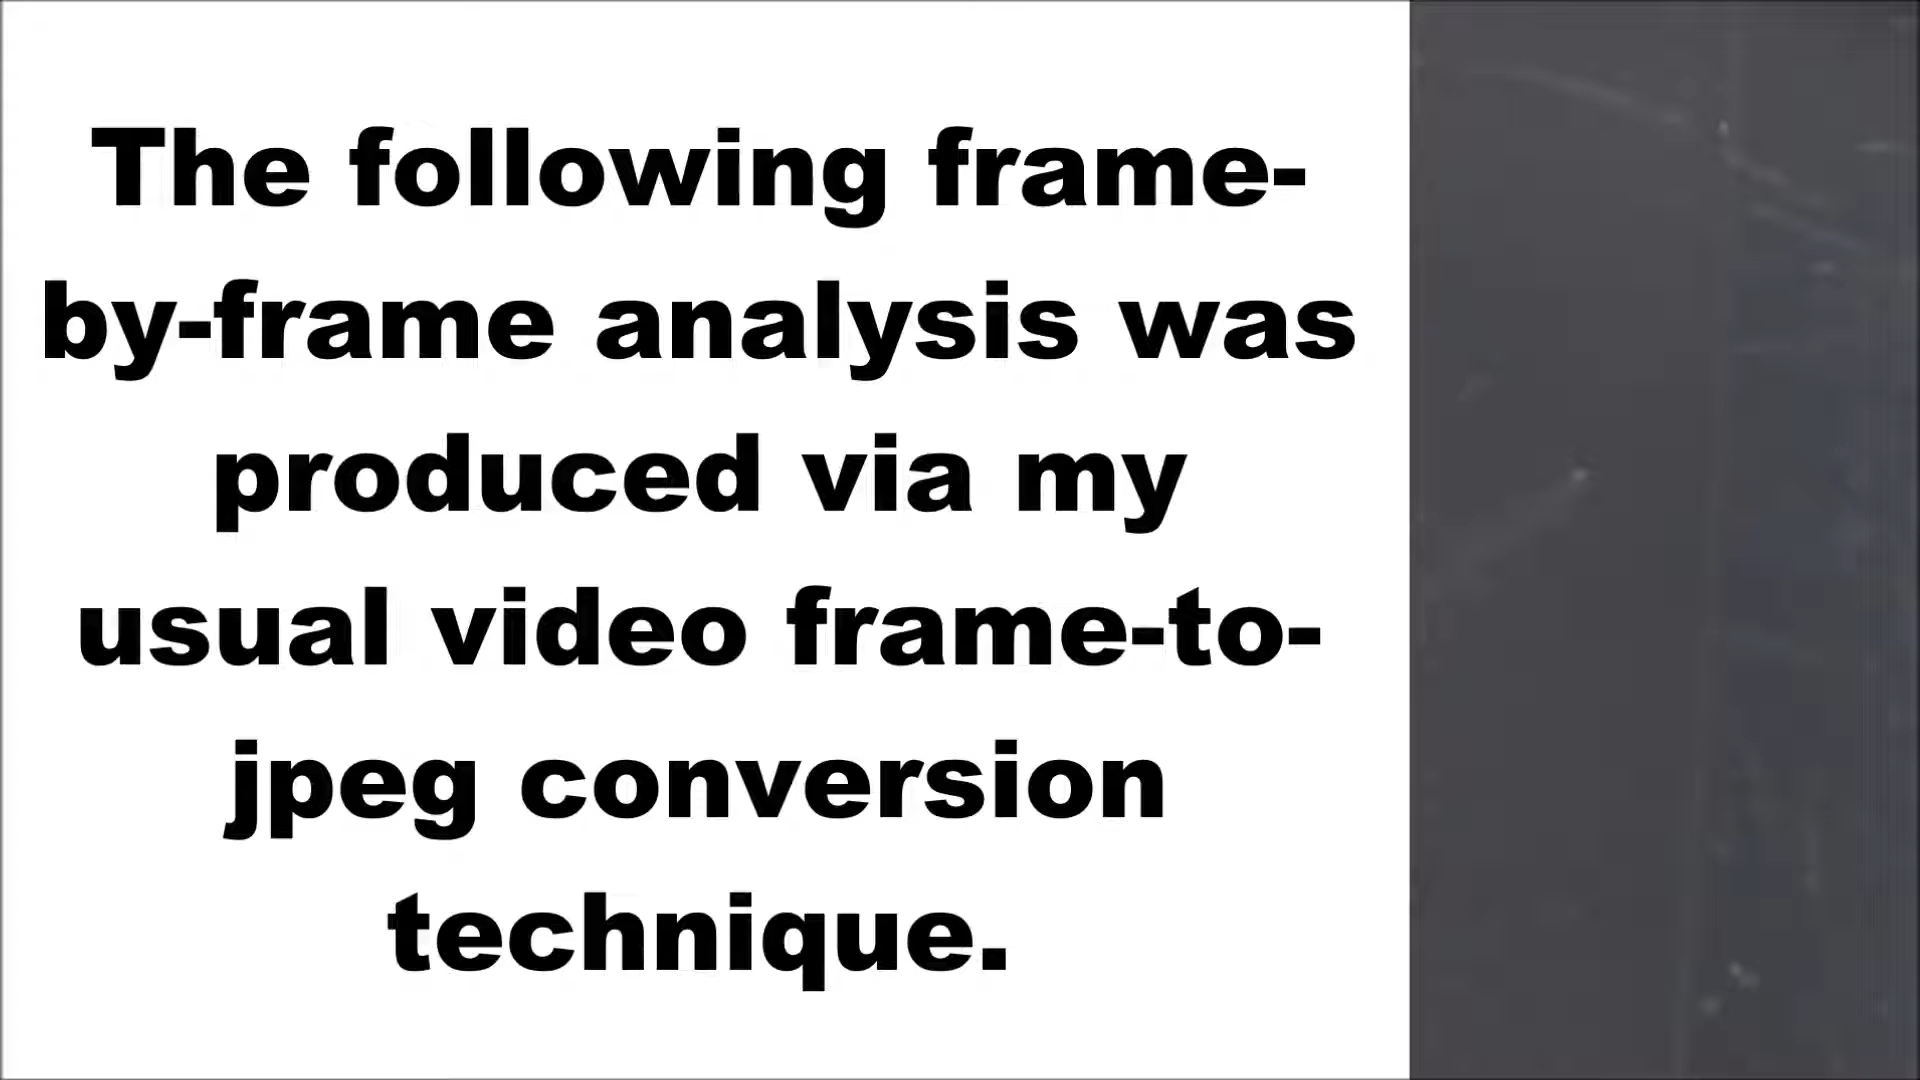 The following frame-
by-frame analysis was
produced via my
usual video frame-to-
jpeg conversion
technique.